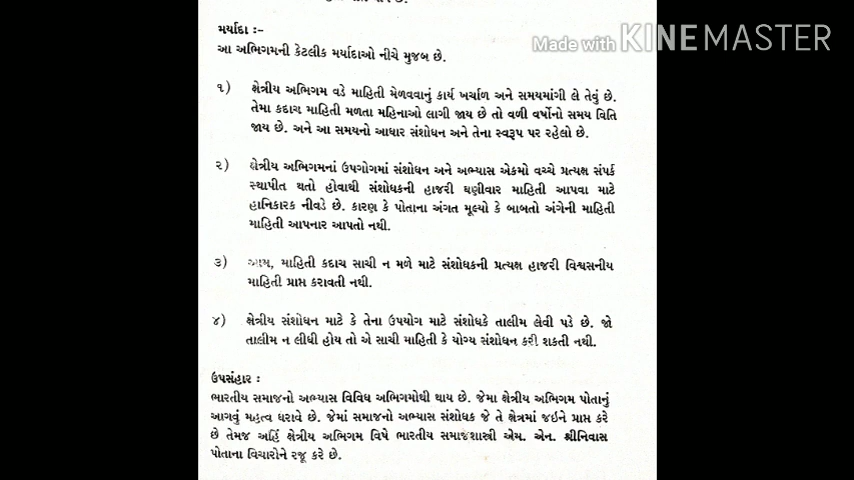 મર્યાદા :-
આ અભિગમની કેટલીક મર્યાદાઓ નીચે મુજબ છે.
Made with KINEMASTER
૧) ક્ષેત્રીય અભિગમ વડે માહિતી મેળવવાનું કાર્ય ખર્ચાળ અને સમયમાંગી લે તેવું છે.
તેમા કદાચ માહિતી મળતા મહિનાઓ લાગી જાય છે તો વળી વર્ષોનો સમય વિતિ
જાય છે. અને આ સમયનો આધાર સંશોધન અને તેના સ્વરૂપ પર રહેલો છે.
૨) ક્ષેત્રીય અભિગમનાં ઉપગોગમાં સંશોધન અને અભ્યાસ એકમો વચ્ચે પ્રત્યક્ષ સંપર્ક
સ્થાપીત થતો હોવાથી સંશોધકની હાજરી ઘણીવાર માહિતી આપવા માટે
હાનિકારક નીવડે છે. કારણ કે પોતાના અંગત મૂલ્યો કે બાબતો અંગેની માહિતી
માહિતી આપનાર આપતો નથી.
૩) આમ, માહિતી કદાચ સાચી ન મળે માટે સંશોધકની પ્રત્યક્ષ હાજરી વિશ્વસનીય
માહિતી પ્રાપ્ત કરાવતી નથી.
૪) ક્ષેત્રીય સંશોધન માટે કે તેના ઉપયોગ માટે સંશોધકે તાલીમ લેવી પડે છે. જો
તાલીમ ન લીધી હોય તો એ સાચી માહિતી કે યોગ્ય સંશોધન કરી શકતી નથી.
ઉપસંહાર :
ભારતીય સમાજનો અભ્યાસ વિવિધ અભિગમોથી થાય છે. જેમા ક્ષેત્રીય અભિગમ પોતાનું
આગવું મહત્વ ધરાવે છે. જેમાં સમાજનો અભ્યાસ સંશોધક જે તે ક્ષેત્રમાં જઇને પ્રાપ્ત કરે
છે તેમજ અર્હિ ક્ષેત્રીય અભિગમ વિષે ભારતીય સમાજશાસ્ત્રી એમ. એન. શ્રીનિવાસ
પોતાના વિચારોને રજૂ કરે છે.